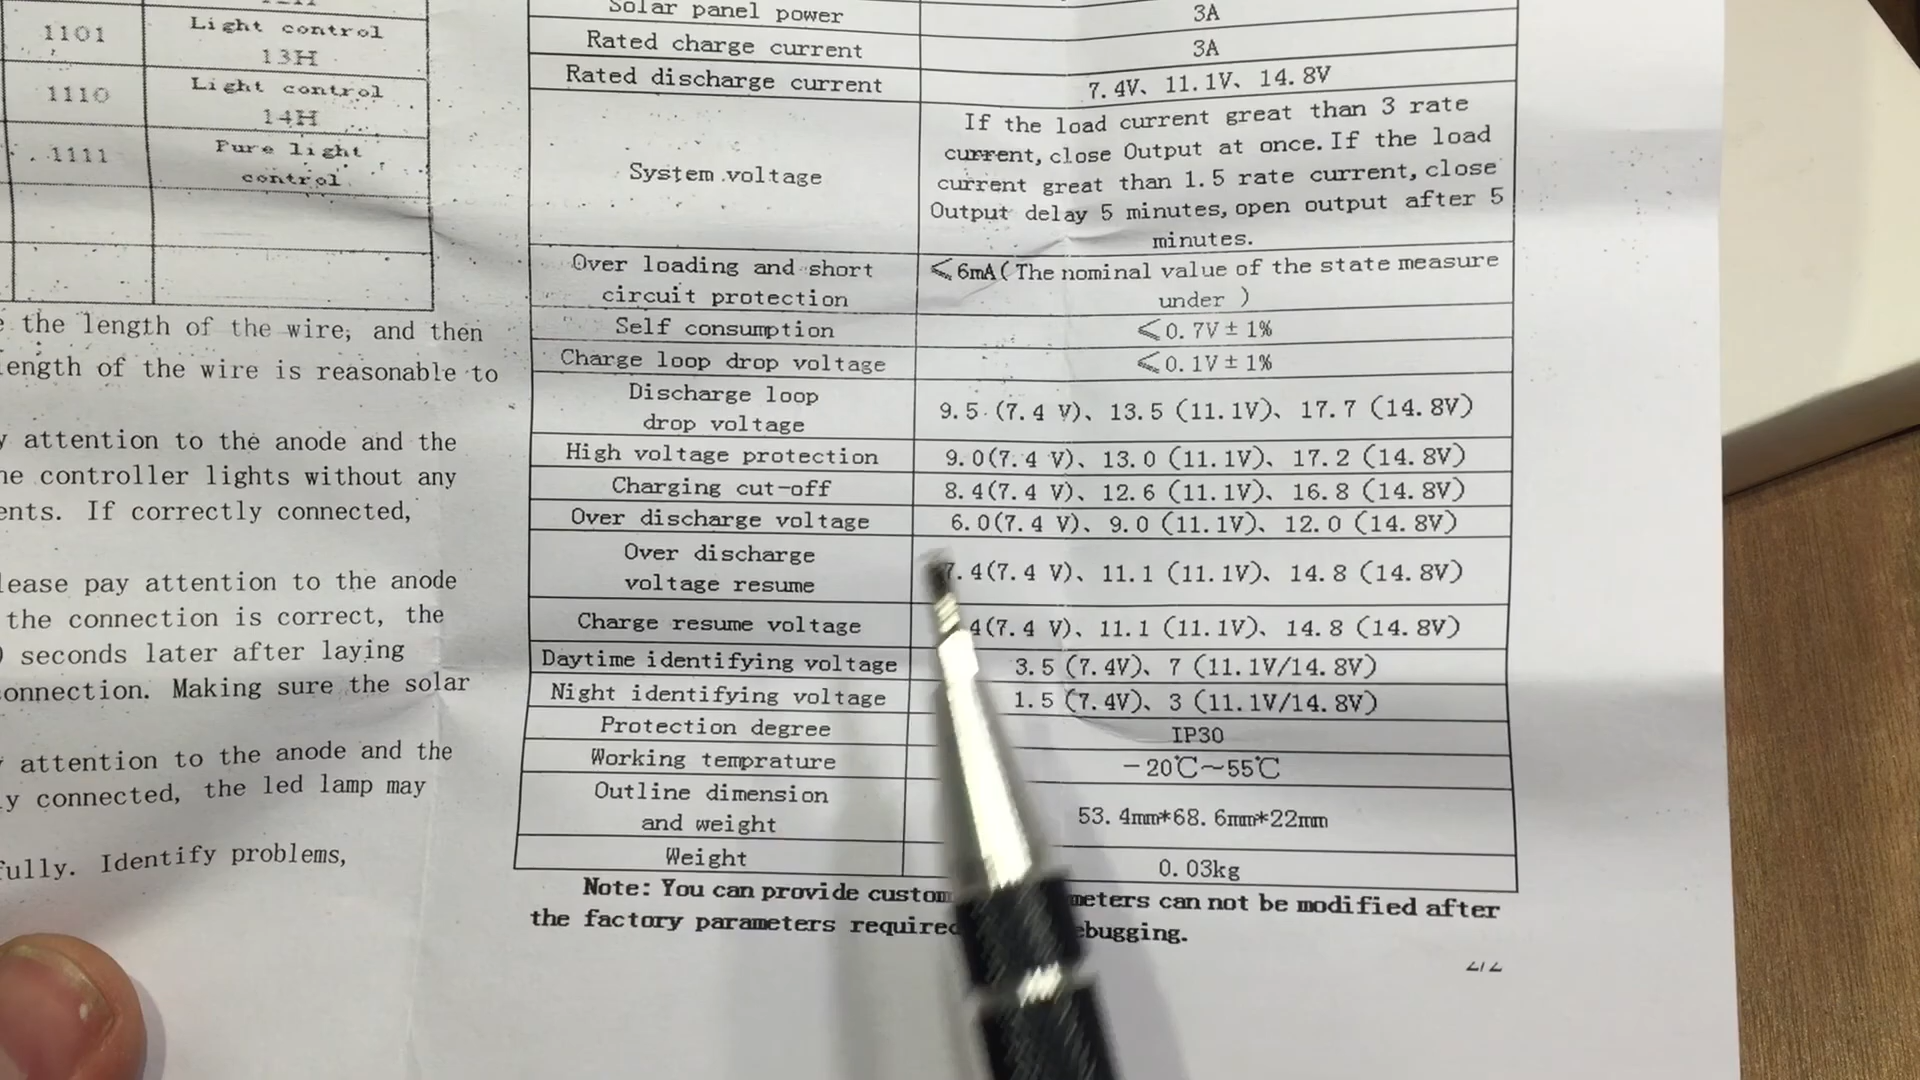 1101
Light control
13H
1110
Light control
14H
1111
Pure light
control
the length of the wire, and then
length of the wire is reasonable to
attention to the anode and the
controller lights without any
If correctly connected,
lease pay attention to the anode
the connection is correct, the
seconds later after laying
onnection. Making sure the solar
attention to the anode and the
connected, the led lamp may
fully. Identify problems,
Solar panel power
3A
Rated charge current
3A
Rated discharge current
7.4V、11.1V、14.8V
System voltage
If the load current great than 3 rate
current, close Output at once. If the load
current great than 1.5 rate current, close
Output delay 5 minutes, open output after 5
minutes.
Over loading and short
circuit protection
≤6mA(The nominal value of the state measure
under )
Self consumption
≤0.7V±1%
Charge loop drop voltage
≤0.1V±1%
Discharge loop
drop voltage
9.5 (7.4 V)、13.5 (11.1V)、17.7 (14.8V)
High voltage protection
9.0(7.4 V)、13.0 (11.1V)、17.2 (14.8V)
Charging cut-off
8.4(7.4 V)、12.6 (11.1V)、16.8 (14.8V)
Over discharge voltage
6.0(7.4 V)、9.0 (11.1V)、12.0 (14.8V)
Over discharge
voltage resume
7.4(7.4 V)、11.1 (11.1V)、14.8 (14.8V)
Charge resume voltage
4(7.4 V)、11.1 (11.1V)、14.8 (14.8V)
Daytime identifying voltage
3.5 (7.4V)、7 (11.1V/14.8V)
Night identifying voltage
1.5 (7.4V)、3 (11.1V/14.8V)
Protection degree
IP30
Working temprature
-20℃~55℃
Outline dimension
and weight
53.4mm*68.6mm*22mm
Weight
0.03kg
Note: You can provide custom meters can not be modified after
the factory parameters required ebugging.